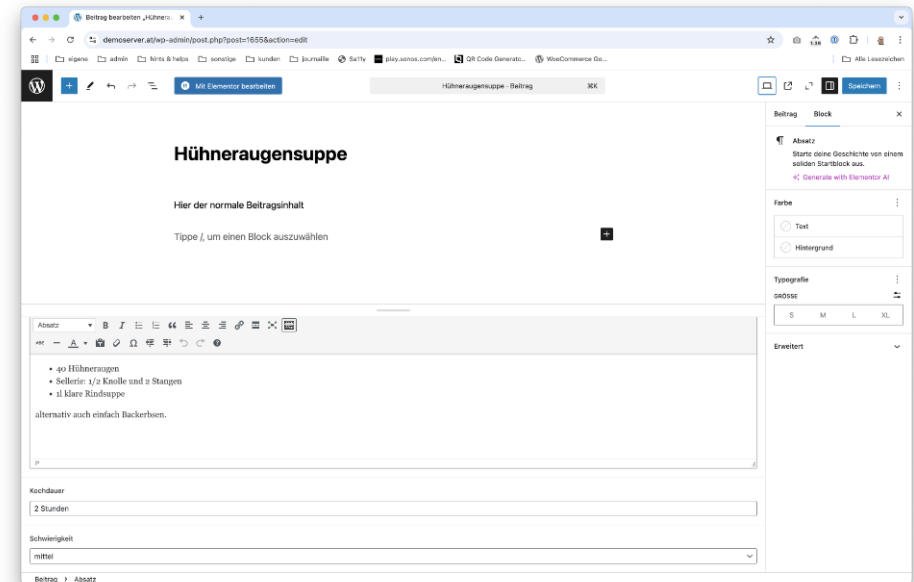 Beitrag bearbeiten „Hühnera
demoserver.at/wp-admin/post.php?post=1655&action=edit
1.38
eigene admin hints & helps sonstige kunden journaille Sa11y play.sonos.com/en... QR Code Generato... WooCommerce Ge... Alle Lesezeichen
Mit Elementor bearbeiten
Hühneraugensuppe · Beitrag ⌘K
Speichern
Hühneraugensuppe
Hier der normale Beitragsinhalt
Tippe /, um einen Block auszuwählen
Absatz
B I
ABC A Ω
40 Hühneraugen
Sellerie: 1/2 Knolle und 2 Stangen
1l klare Rindsuppe
alternativ auch einfach Backerbsen.
P
Kochdauer
2 Stunden
Schwierigkeit
mittel
Beitrag > Absatz
Beitrag Block
Absatz
Starte deine Geschichte von einem
soliden Startblock aus.
Generate with Elementor AI
Farbe
Text
Hintergrund
Typografie
GRÖSSE
S M L XL
Erweitert